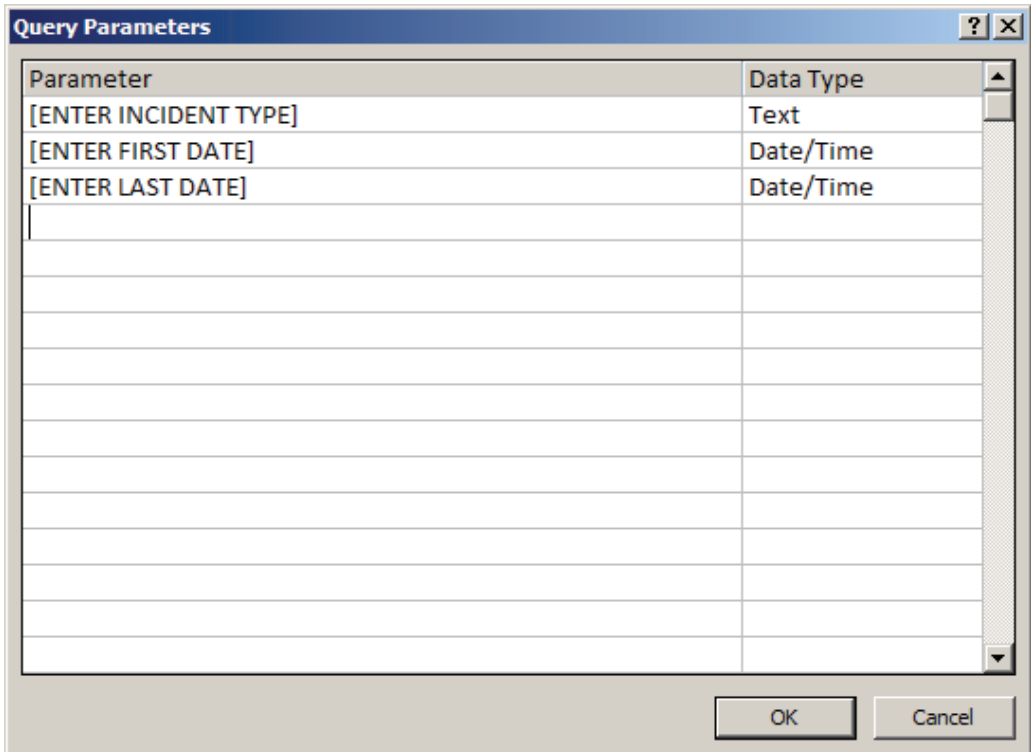 Query Parameters
Parameter Data Type
[ENTER INCIDENT TYPE] Text
[ENTER FIRST DATE] Date/Time
[ENTER LAST DATE] Date/Time
OK Cancel